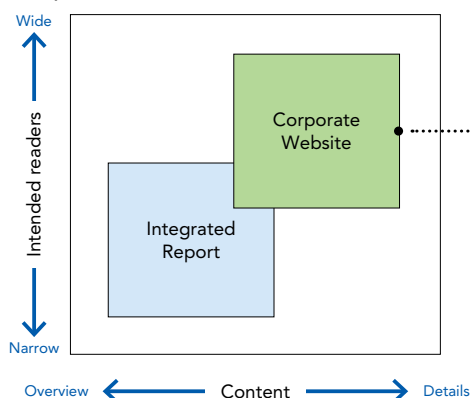 Wide
Intended readers
Corporate
Website
Integrated
Report
Narrow
Overview
Content
Details